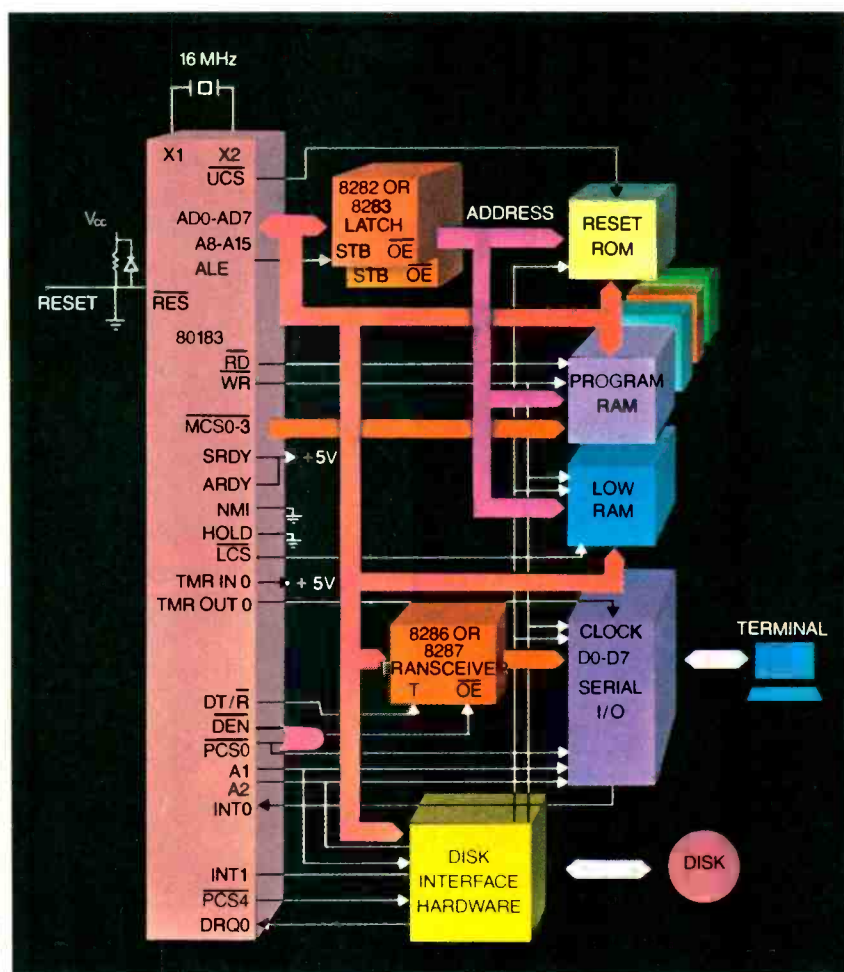 16 MHz
X1 X2
UCS
AD0-AD7
A8-A15
ALE
VCC
RESET
RES
80183
RD
WR
MCS0-3
SRDY
+5V
ARDY
NMI
HOLD
LCS
TMR IN 0
+5V
TMR OUT 0
DT/R
DEN
PCS0
A1
A2
INT0
INT1
PCS4
DRQ0
8282 OR
8283
LATCH
STB OE
STB OE
ADDRESS
RESET
ROM
PROGRAM
RAM
LOW
RAM
8286 OR
8287
TRANSCEIVER
T OE
CLOCK
D0-D7
SERIAL
I/O
TERMINAL
DISK
INTERFACE
HARDWARE
DISK